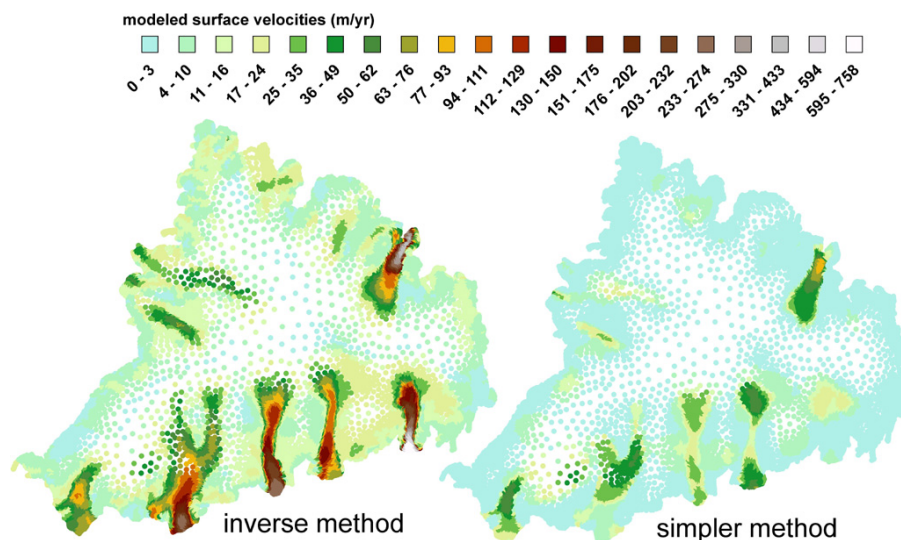 modeled surface velocities (m/yr)
0 - 3
4 - 10
11 - 16
17 - 24
25 - 35
36 - 49
50 - 62
63 - 76
77 - 93
94 - 111
112 - 129
130 - 150
151 - 175
176 - 202
203 - 232
233 - 274
275 - 330
331 - 433
434 - 594
595 - 758
inverse method
simpler method